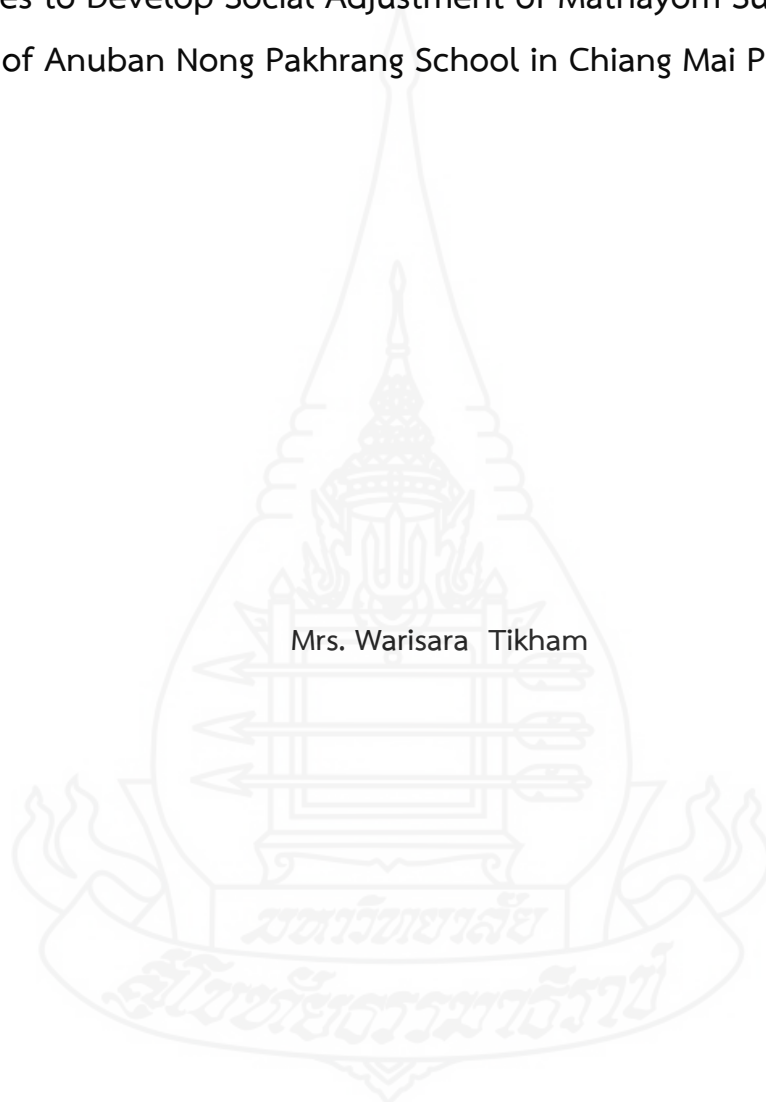 es to Develop Social Adjustment of Mathayom Su
of Anuban Nong Pakhrang School in Chiang Mai P
Mrs. Warisara Tikham
มหาวิทยาลัย
สุโขทัยธรรมาธิราช